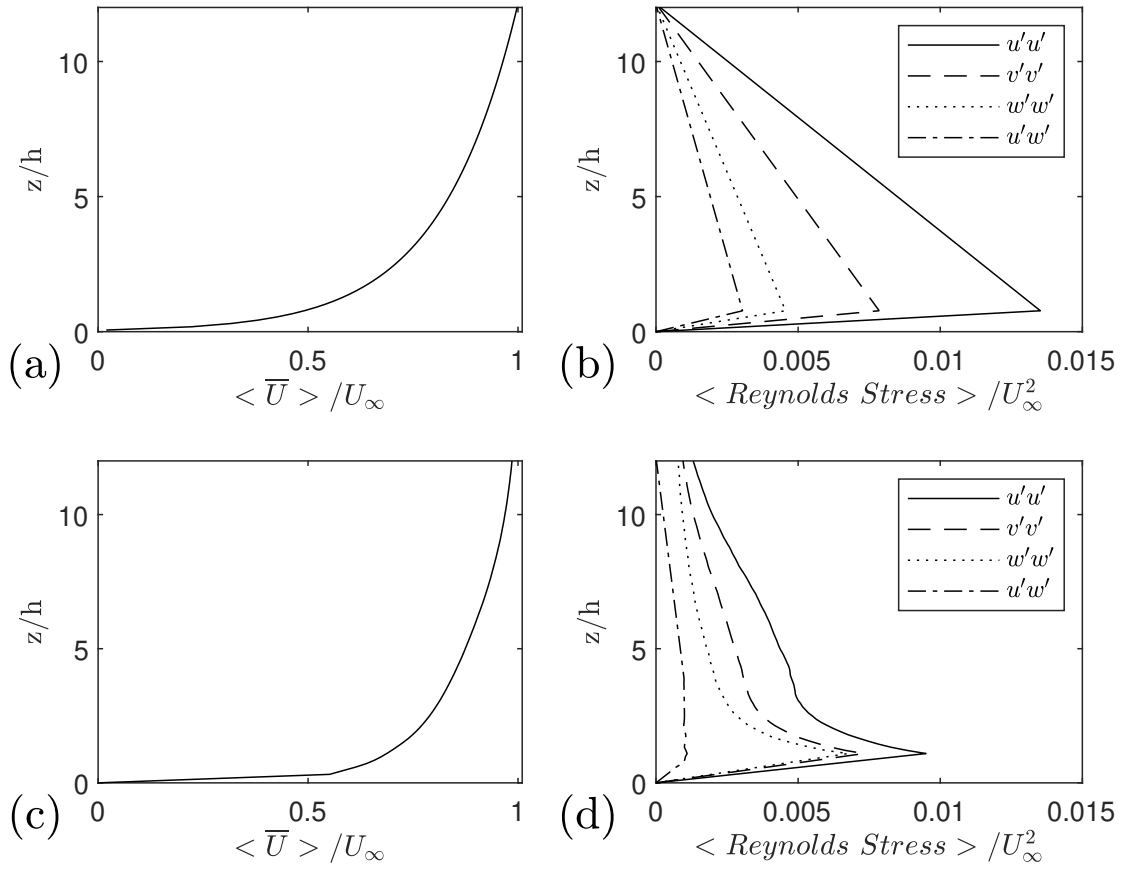 10
5
0
z/h
0
0.5
1
(a)
< U̅ > /U∞
10
5
0
z/h
u′u′
v′v′
w′w′
u′w′
0
0.005
0.01
0.015
(b)
< Reynolds Stress > /U²∞
10
5
0
z/h
0
0.5
1
(c)
< U̅ > /U∞
10
5
0
z/h
u′u′
v′v′
w′w′
u′w′
0
0.005
0.01
0.015
(d)
< Reynolds Stress > /U²∞